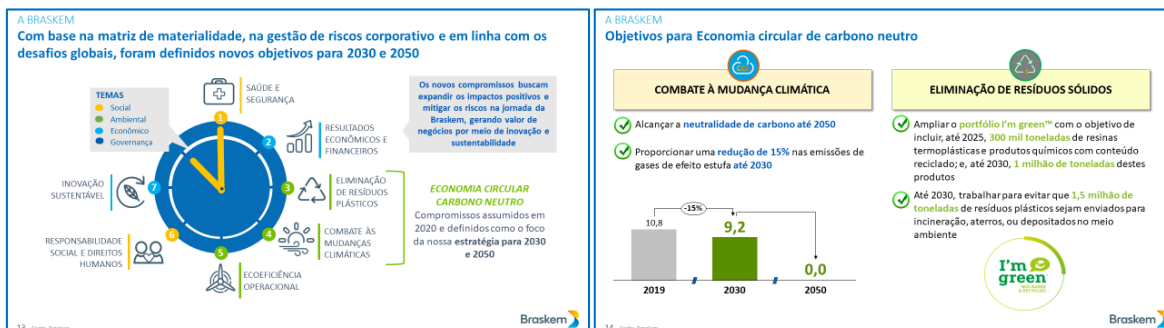 A BRASKEM
Com base na matriz de materialidade, na gestão de riscos corporativo e em linha com os
desafios globais, foram definidos novos objetivos para 2030 e 2050
TEMAS
Social
Ambiental
Econômico
Governança
1
SAÚDE E
SEGURANÇA
2
RESULTADOS
ECONÔMICOS E
FINANCEIROS
3
ELIMINAÇÃO
DE RESÍDUOS
PLÁSTICOS
4
COMBATE ÀS
MUDANÇAS
CLIMÁTICAS
5
ECOEFICIÊNCIA
OPERACIONAL
6
RESPONSABILIDADE
SOCIAL E DIREITOS
HUMANOS
7
INOVAÇÃO
SUSTENTÁVEL
Os novos compromissos buscam
expandir os impactos positivos e
mitigar os riscos na jornada da
Braskem, gerando valor de
negócios por meio de inovação e
sustentabilidade
ECONOMIA CIRCULAR
CARBONO NEUTRO
Compromissos assumidos em
2020 e definidos como o foco
da nossa estratégia para 2030
e 2050
13 Fonte: Braskem
Braskem
A BRASKEM
Objetivos para Economia circular de carbono neutro
COMBATE À MUDANÇA CLIMÁTICA
Alcançar a neutralidade de carbono até 2050
Proporcionar uma redução de 15% nas emissões de
gases de efeito estufa até 2030
-15%
10,8
9,2
0,0
2019
2030
2050
ELIMINAÇÃO DE RESÍDUOS SÓLIDOS
Ampliar o portfólio I'm green™ com o objetivo de
incluir, até 2025, 300 mil toneladas de resinas
termoplásticas e produtos químicos com conteúdo
reciclado; e, até 2030, 1 milhão de toneladas destes
produtos
Até 2030, trabalhar para evitar que 1,5 milhão de
toneladas de resíduos plásticos sejam enviados para
incineração, aterros, ou depositados no meio
ambiente
I'm
green
BIO-BASED
& RECYCLED
14 Fonte: Braskem
Braskem